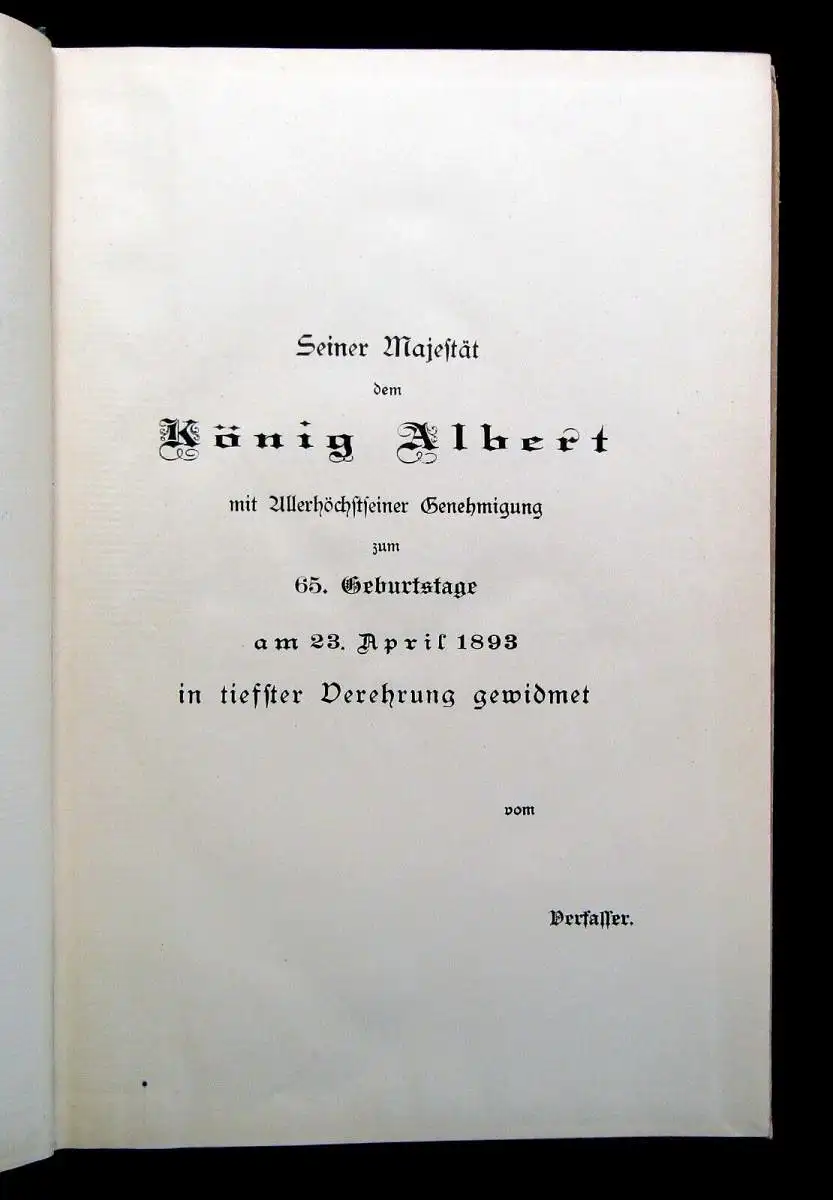 Seiner Majeſtät
dem
König Albert
mit Allerhöchſtſeiner Genehmigung
zum
65. Geburtstage
am 23. April 1893
in tiefſter Verehrung gewidmet
vom
Verfaſſer.